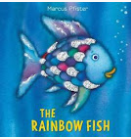 Marcus Pfister
THE
RAINBOW FISH